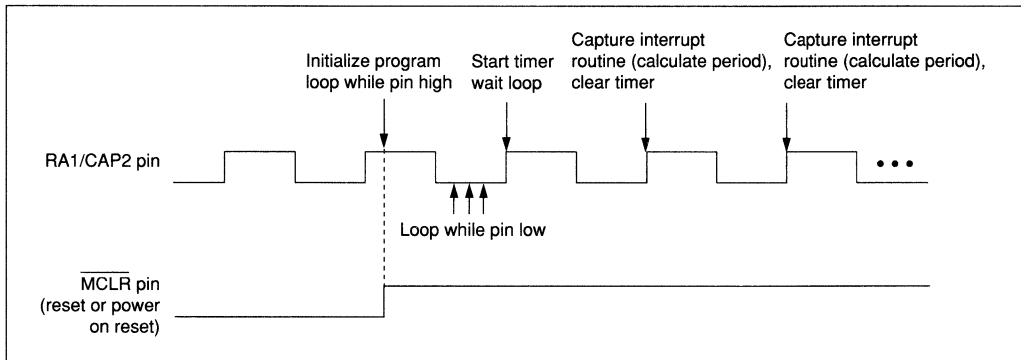 Initialize program
loop while pin high
Start timer
wait loop
Capture interrupt
routine (calculate period),
clear timer
Capture interrupt
routine (calculate period),
clear timer
RA1/CAP2 pin
Loop while pin low
MCLR pin
(reset or power
on reset)